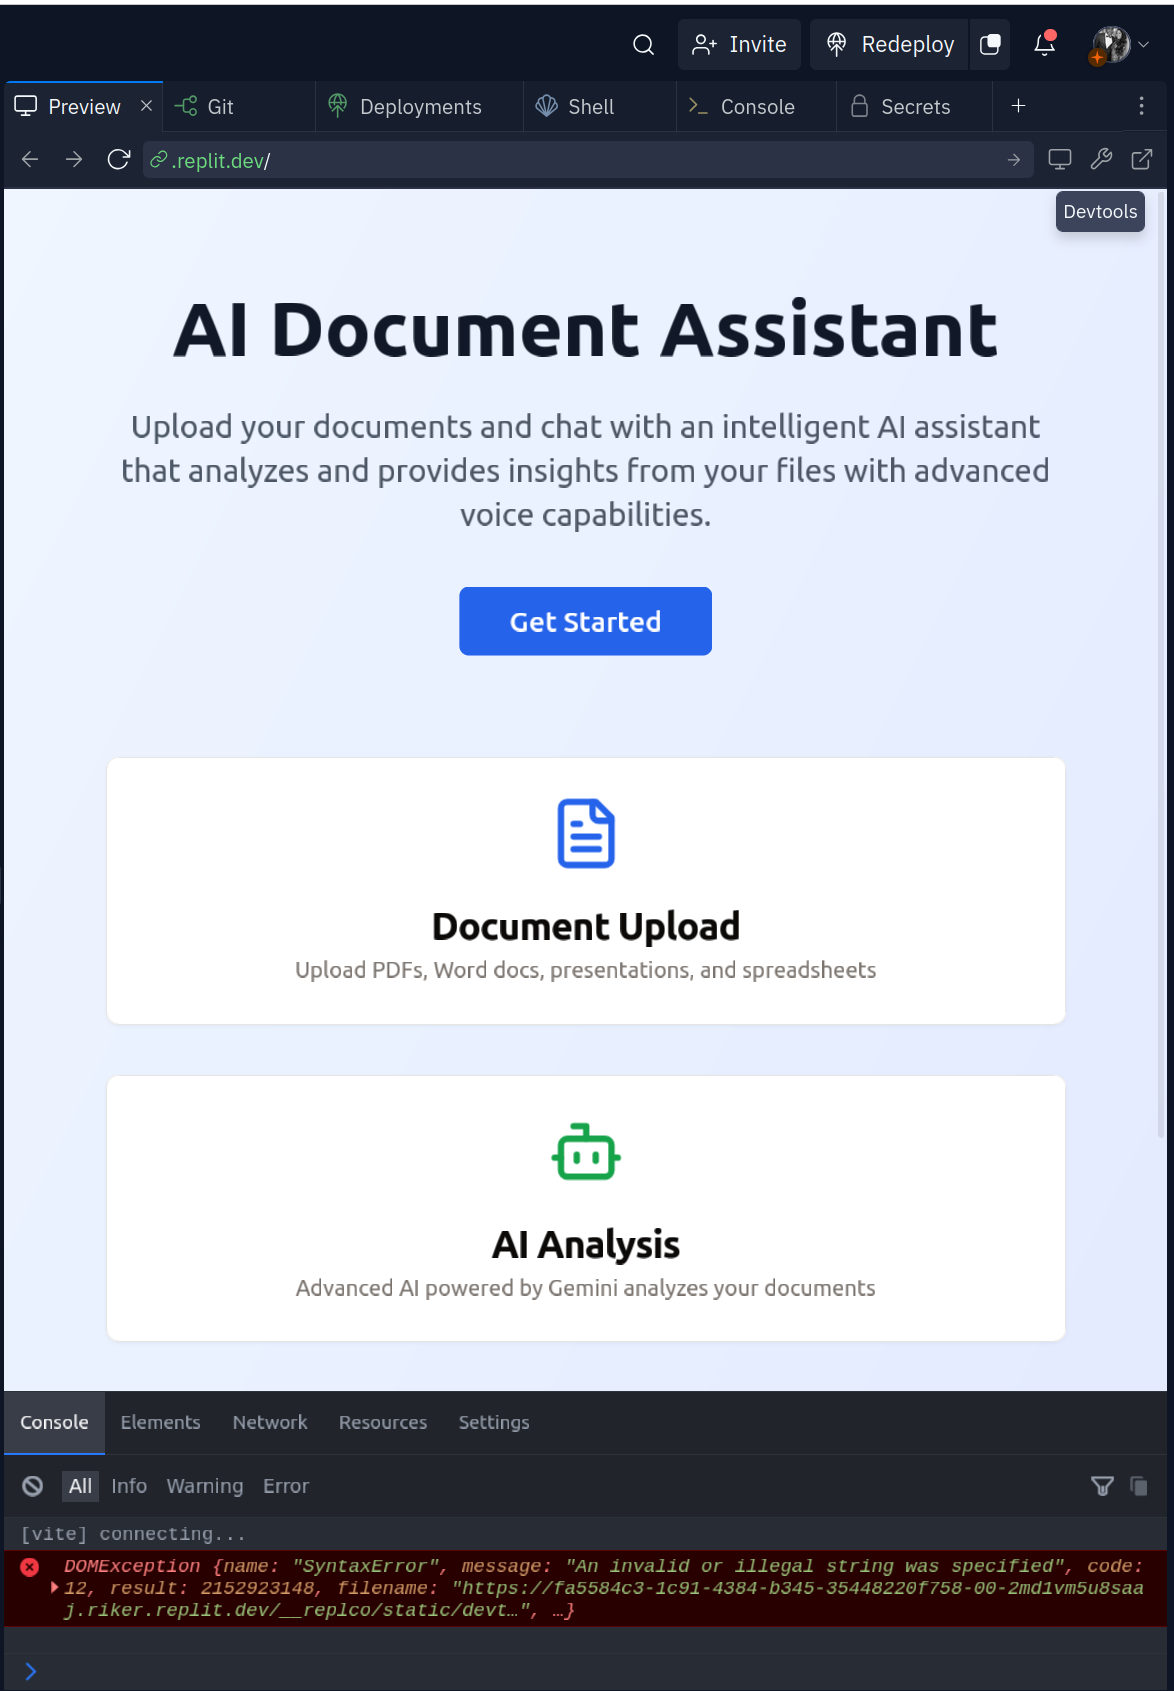 Invite
Redeploy
Preview
Git
Deployments
Shell
Console
Secrets
.replit.dev/
Devtools
AI Document Assistant
Upload your documents and chat with an intelligent AI assistant
that analyzes and provides insights from your files with advanced
voice capabilities.
Get Started
Document Upload
Upload PDFs, Word docs, presentations, and spreadsheets
AI Analysis
Advanced AI powered by Gemini analyzes your documents
Console Elements Network Resources Settings
All Info Warning Error
[vite] connecting...
DOMException {name: "SyntaxError", message: "An invalid or illegal string was specified", code:
12, result: 2152923148, filename: "https://fa5584c3-1c91-4384-b345-35448220f758-00-2md1vm5u8saa
j.riker.replit.dev/__replco/static/devt…", …}